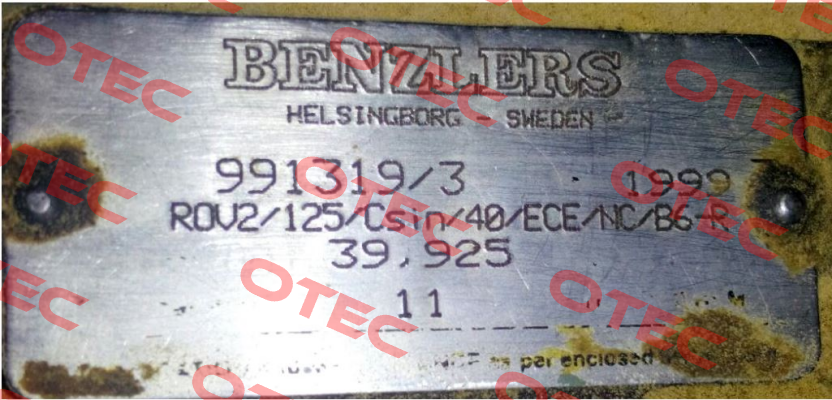 BENZLERS
HELSINGBORG - SWEDEN
991319/3 1999
ROV2/125/Csin/40/ECE/NC/B6-R
39.925
11 M
as per enclosed
OTEC